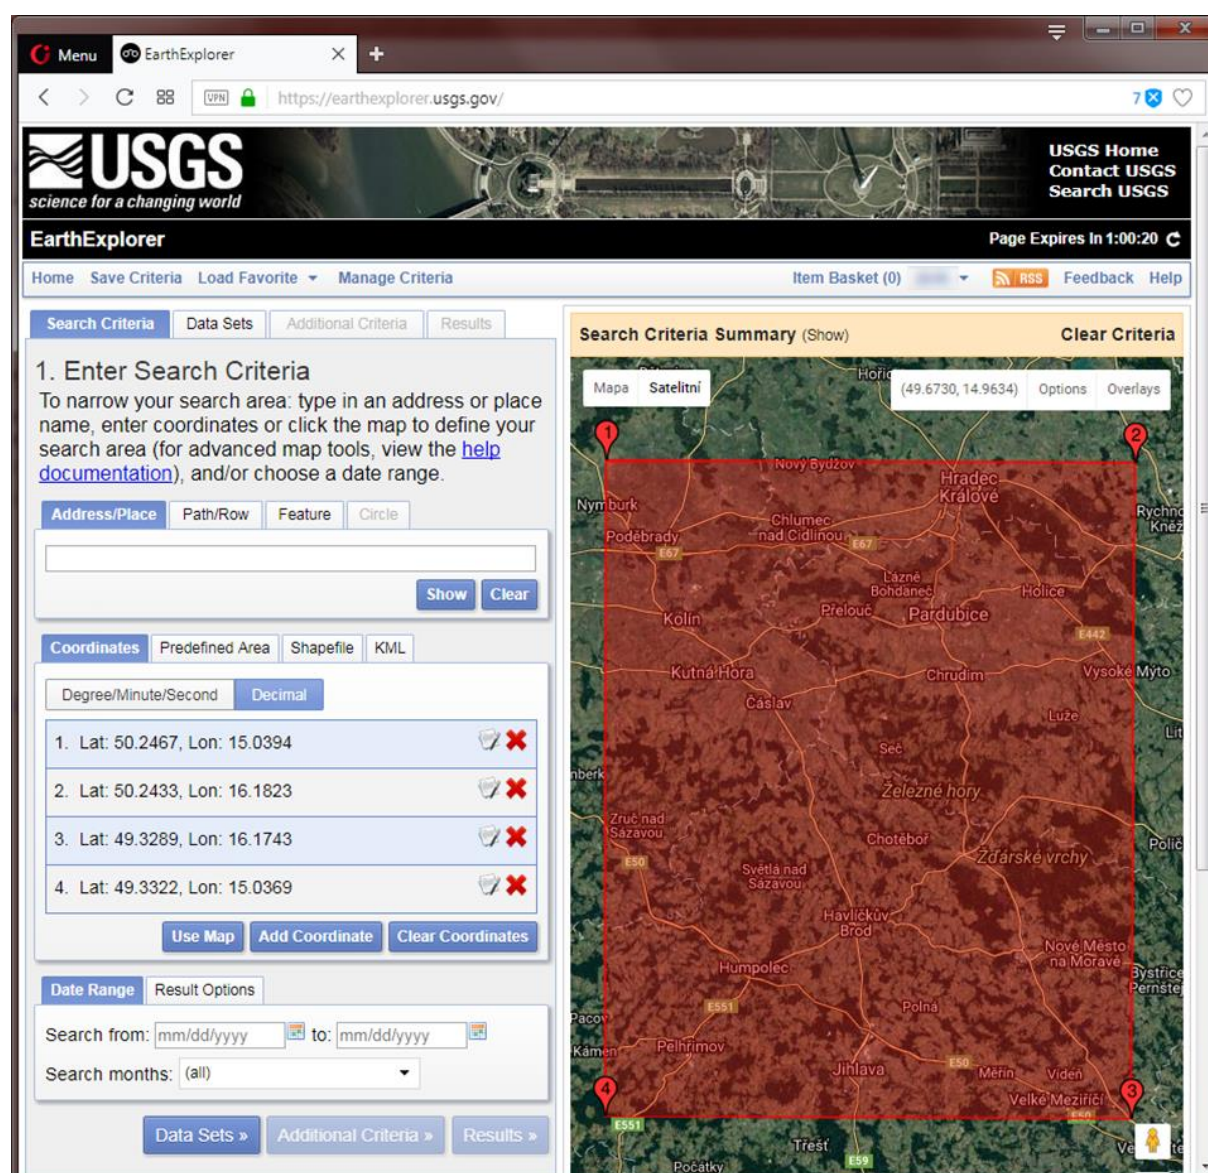 Menu
EarthExplorer
VPN
https://earthexplorer.usgs.gov/
7
USGS
science for a changing world
USGS Home
Contact USGS
Search USGS
EarthExplorer
Page Expires In 1:00:20
Home Save Criteria Load Favorite Manage Criteria
Item Basket (0)
RSS Feedback Help
Search Criteria Data Sets Additional Criteria Results
1. Enter Search Criteria
To narrow your search area: type in an address or place
name, enter coordinates or click the map to define your
search area (for advanced map tools, view the help
documentation), and/or choose a date range.
Address/Place Path/Row Feature Circle
Show Clear
Coordinates Predefined Area Shapefile KML
Degree/Minute/Second Decimal
1. Lat: 50.2467, Lon: 15.0394
2. Lat: 50.2433, Lon: 16.1823
3. Lat: 49.3289, Lon: 16.1743
4. Lat: 49.3322, Lon: 15.0369
Use Map Add Coordinate Clear Coordinates
Date Range Result Options
Search from: mm/dd/yyyy to: mm/dd/yyyy
Search months: (all)
Data Sets » Additional Criteria » Results »
Search Criteria Summary (Show) Clear Criteria
Mapa Satelitní
(49.6730, 14.9634) Options Overlays
1
2
Nový Bydžov
Hradec
Králové
Nymburk
Chlumec
nad Cidlinou
Poděbrady
E67
E67
Lázně
Bohdaneč
Holice
Kolín
Přelouč
Pardubice
E442
Kutná Hora
Chrudim
Vysoké Mýto
Čáslav
Luže
Seč
Železné hory
Zruč nad
Sázavou
Chotěboř
Žďárské vrchy
E50
Světlá nad
Sázavou
Havlíčkův
Brod
Nové Město
na Moravě
Humpolec
E551
Polná
Pelhřimov
Jihlava
E50
Měřín
Vídeň
4
3
Velké Meziříčí
E50
E551
Třešť
E59
Počátky